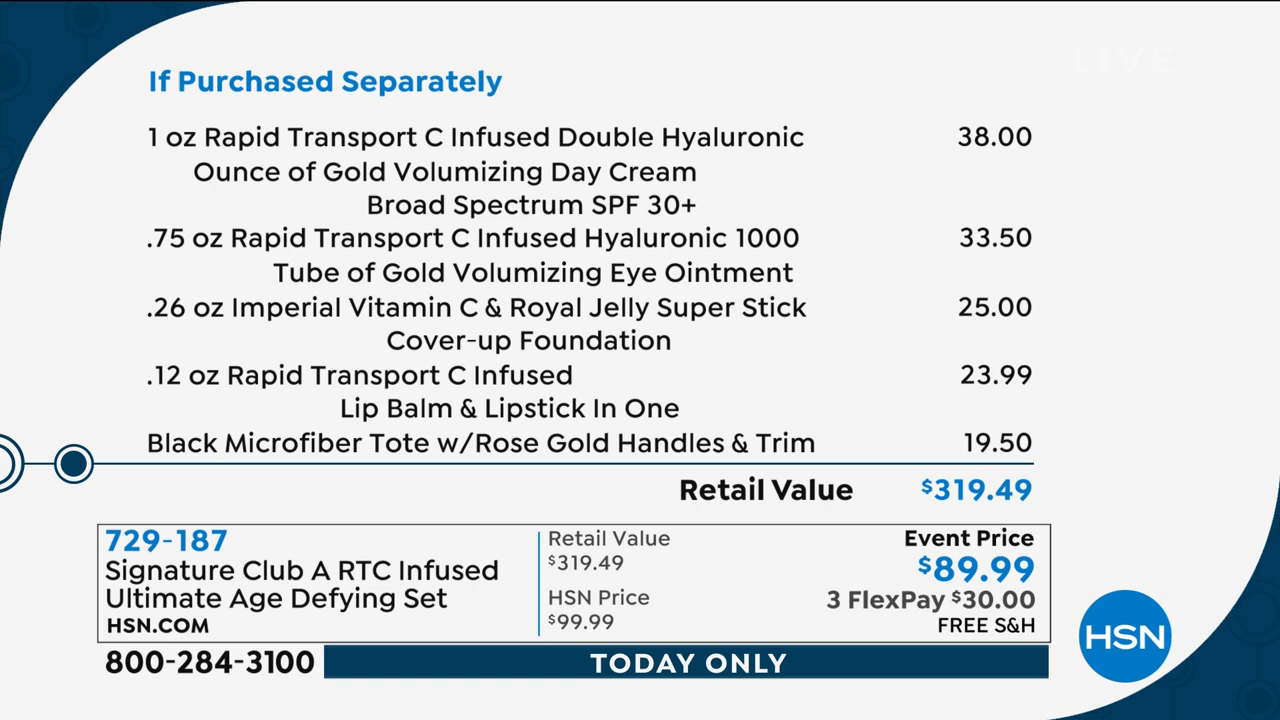 LIVE
If Purchased Separately
1 oz Rapid Transport C Infused Double Hyaluronic 38.00
Ounce of Gold Volumizing Day Cream
Broad Spectrum SPF 30+
.75 oz Rapid Transport C Infused Hyaluronic 1000 33.50
Tube of Gold Volumizing Eye Ointment
.26 oz Imperial Vitamin C & Royal Jelly Super Stick 25.00
Cover-up Foundation
.12 oz Rapid Transport C Infused 23.99
Lip Balm & Lipstick In One
Black Microfiber Tote w/Rose Gold Handles & Trim 19.50
Retail Value $319.49
729-187
Signature Club A RTC Infused
Ultimate Age Defying Set
HSN.COM
Retail Value
$319.49
HSN Price
$99.99
Event Price
$89.99
3 FlexPay $30.00
FREE S&H
HSN
800-284-3100 TODAY ONLY